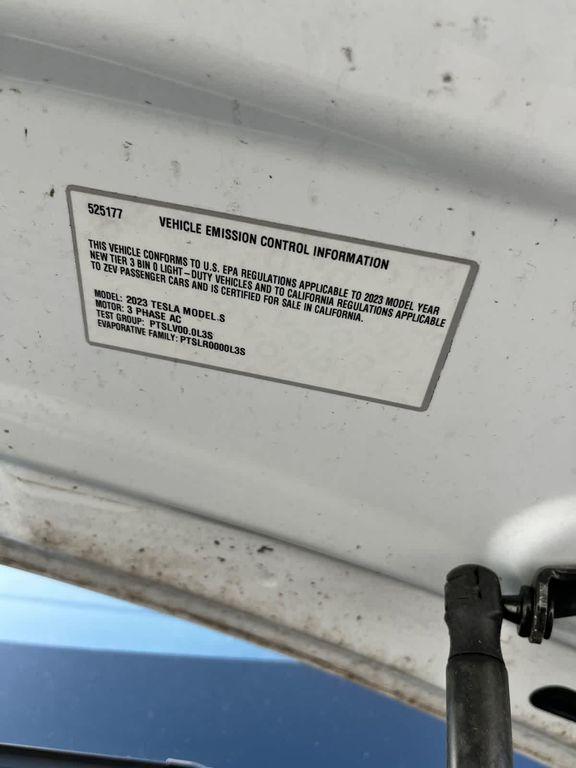 525177 VEHICLE EMISSION CONTROL INFORMATION
THIS VEHICLE CONFORMS TO U.S. EPA REGULATIONS APPLICABLE TO 2023 MODEL YEAR
NEW TIER 3 BIN 0 LIGHT-DUTY VEHICLES AND TO CALIFORNIA REGULATIONS APPLICABLE
TO ZEV PASSENGER CARS AND IS CERTIFIED FOR SALE IN CALIFORNIA.
MODEL: 2023 TESLA MODEL.S
MOTOR: 3 PHASE AC
TEST GROUP: PTSLV00.0L3S
EVAPORATIVE FAMILY: PTSLR0000L3S